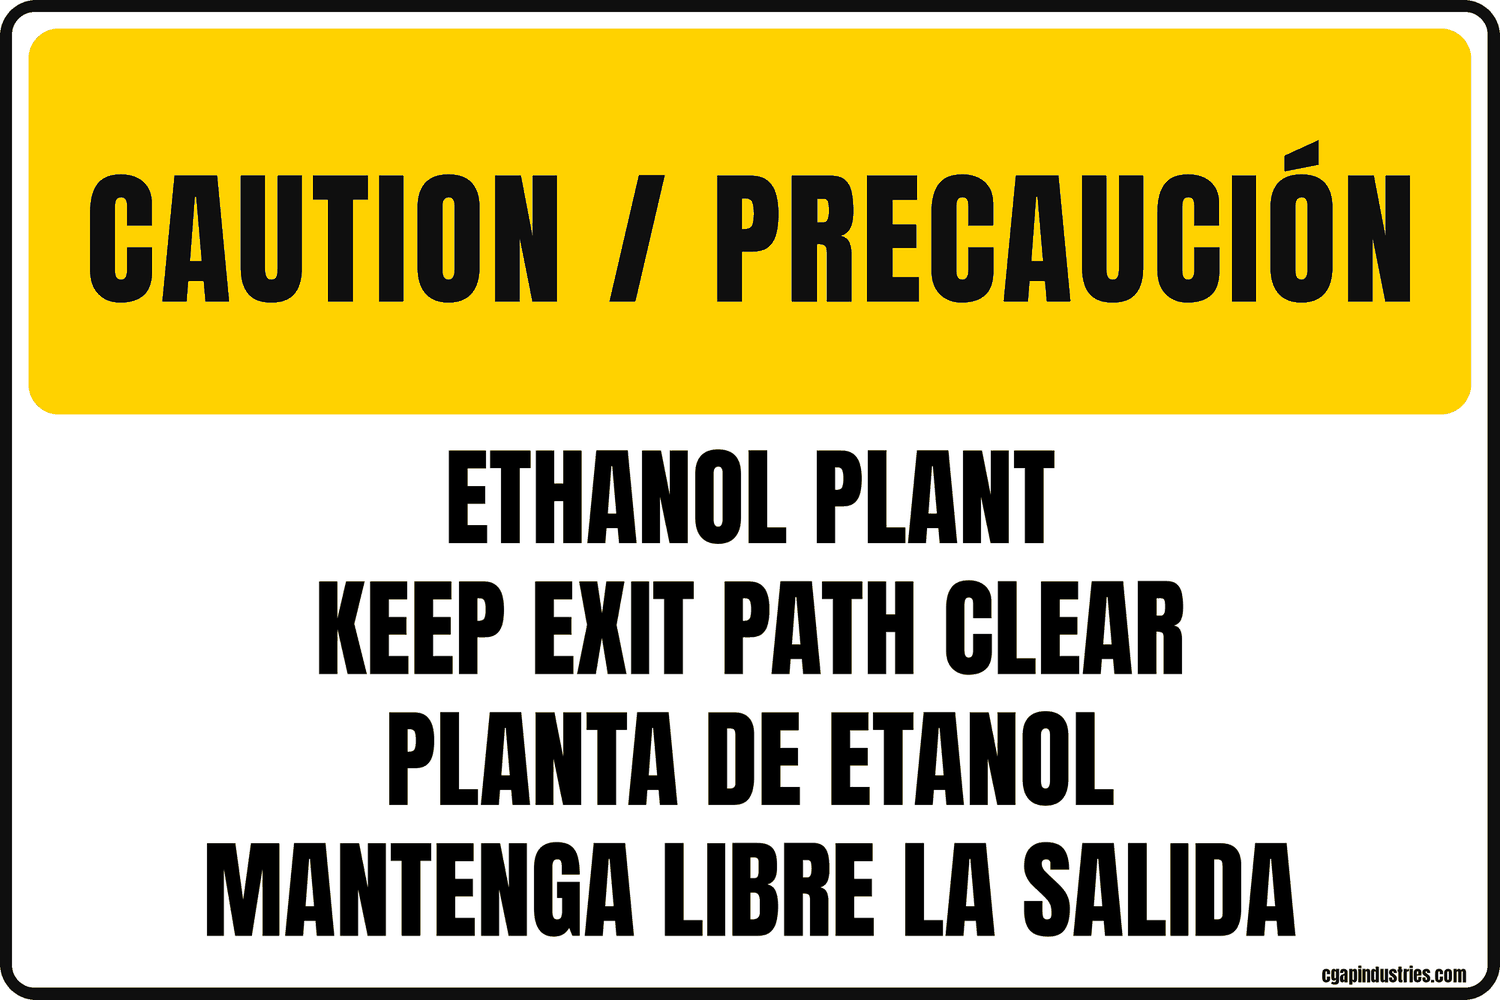 CAUTION / PRECAUCIÓN
ETHANOL PLANT
KEEP EXIT PATH CLEAR
PLANTA DE ETANOL
MANTENGA LIBRE LA SALIDA
cgapindustries.com